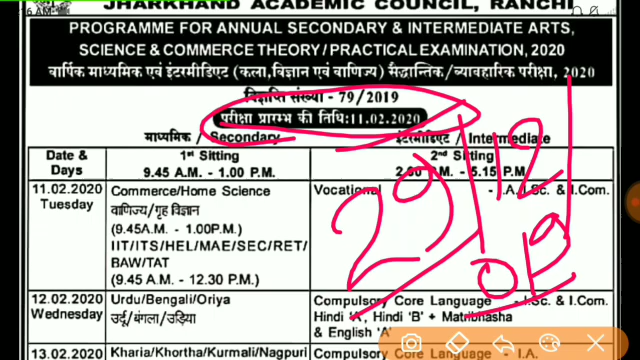 JHARKHAND ACADEMIC COUNCIL, RANCHI
PROGRAMME FOR ANNUAL SECONDARY & INTERMEDIATE ARTS,
SCIENCE & COMMERCE THEORY/PRACTICAL EXAMINATION, 2020
वार्षिक माध्यमिक एवं इंटरमीडिएट (कला, विज्ञान एवं वाणिज्य) सैद्धान्तिक/व्यावहारिक परीक्षा, 2020
विज्ञप्ति संख्या -79/2019
परीक्षा प्रारम्भ की तिथि:11.02.2020
माध्यमिक/Secondary इंटरमीडिएट/Intermediate
Date & Days 1st Sitting 9.45 A.M. - 1.00 P.M. 2nd Sitting - 5.15 P.M.
11.02.2020 Tuesday Commerce/Home Science Vocational - I.A./I.Sc. & I.Com.
वाणिज्य/गृह विज्ञान
(9.45A.M. - 1.00P.M.)
IIT/ITS/HEL/MAE/SEC/RET/
BAW/TAT
(9.45 A.M. - 12.30 P.M.)
12.02.2020 Wednesday Urdu/Bengali/Oriya Compulsory Core Language - I.Sc. & I.Com.
उर्दू/बंगला/उड़िया Hindi 'A', Hindi 'B' + Matribhasha
& English 'A'
13.02.2020 Kharia/Khortha/Kurmali/Nagpuri Compulsory Core Language - I.A.